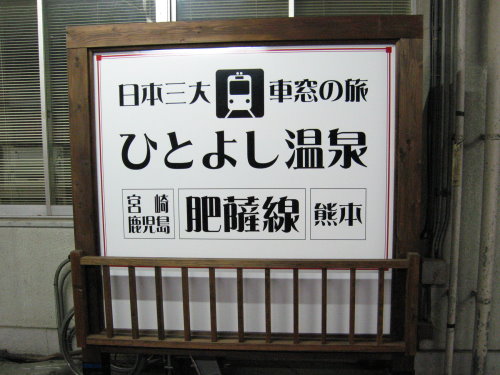 日本三大 車窓の旅
ひとよし温泉
宮崎 鹿児島 肥薩線 熊本